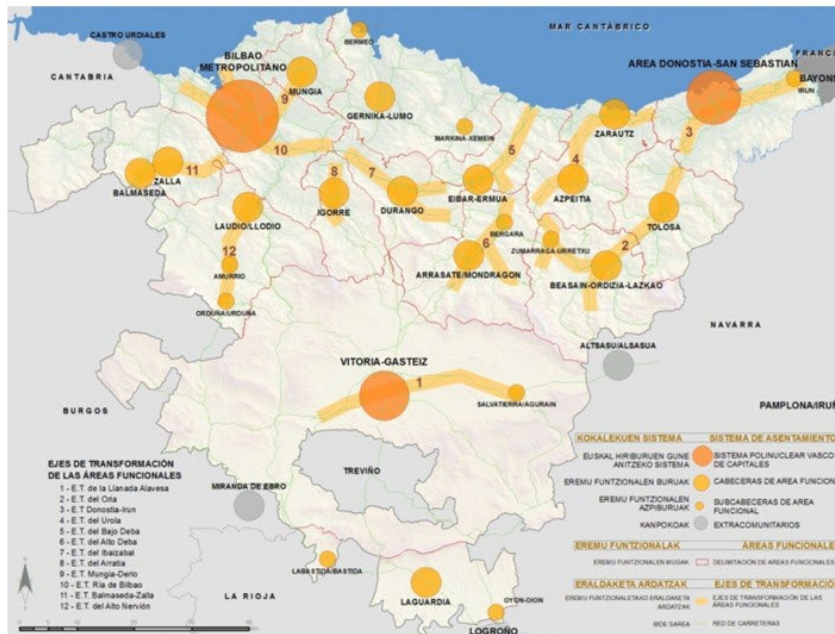 MAR CANTÁBRICO
CASTRO URDIALES
BERMEO
BILBAO
METROPOLITANO
AREA DONOSTIA-SAN SEBASTIAN
FRANC
BAYONN
CANTABRIA
9
MUNGIA
IRUN
GERNIKA-LUMO
MARKINA-XEMEIN
ZARAUTZ
3
10
5
4
11
ZALLA
BALMASEDA
8
7
IGORRE
DURANGO
EIBAR-ERMUA
AZPEITIA
LAUDIO/LLODIO
BERGARA
TOLOSA
12
6
ZUMARRAGA-URRETXU
2
ARRASATE/MONDRAGON
BEASAIN-ORDIZIA-LAZKAO
AMURRIO
ORDUÑA/URDUÑA
NAVARRA
ALTSASU/ALSASUA
VITORIA-GASTEIZ
1
SALVATIERRA/AGURAIN
BURGOS
PAMPLONA/IRUÑ
TREVIÑO
MIRANDA DE EBRO
LABASTIDA/BASTIDA
LA RIOJA
LAGUARDIA
OYON-OION
LOGROÑO
EJES DE TRANSFORMACIÓN
DE LAS ÁREAS FUNCIONALES
1 - E.T. de la Llanada Alavesa
2 - E.T. del Oria
3 - E.T Donostia-Irun
4 - E.T. del Urola
5 - E.T. del Bajo Deba
6 - E.T. del Alto Deba
7 - E.T. del Ibaizabal
8 - E.T. del Arratia
9 - E.T. Mungia-Derio
10 - E.T. Ría de Bilbao
11 - E.T. Balmaseda-Zalla
12 - E.T. del Alto Nervión
KOKALEKUEN SISTEMA SISTEMA DE ASENTAMIENTO
EUSKAL HIRIBURUEN GUNE
ANITZEKO SISTEMA
SISTEMA POLINUCLEAR VASCO
DE CAPITALES
EREMU FUNTZIONALEN BURUAK CABECERAS DE AREA FUNCION
EREMU FUNTZIONALEN
AZPIBURUAK
SUBCABECERAS DE AREA
FUNCIONAL
KANPOKOAK EXTRACOMUNITARIOS
EREMU FUNTZIONALAK ÁREAS FUNCIONALE
EREMU FUNTZIONALEN MUGAK DELIMITACIÓN DE AREAS FUNCIONALE
ERALDAKETA ARDATZAK EJES DE TRANSFORMACIÓ
EREMU FUNTZIONALETAKO ERALDAKETA
ARDATZAK
EJES DE TRANSFORMACIÓN DE LAS
ÁREAS FUNCIONALES
BIDE SAREA RED DE CARRETERAS